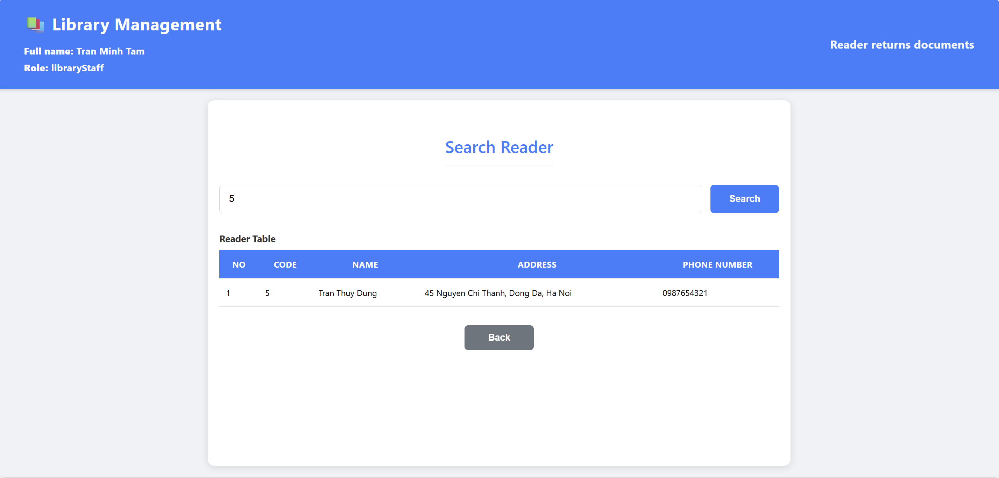 Library Management
Full name: Tran Minh Tam
Role: libraryStaff
Reader returns documents
Search Reader
5
Search
Reader Table
NO CODE NAME ADDRESS PHONE NUMBER
1 5 Tran Thuy Dung 45 Nguyen Chi Thanh, Dong Da, Ha Noi 0987654321
Back